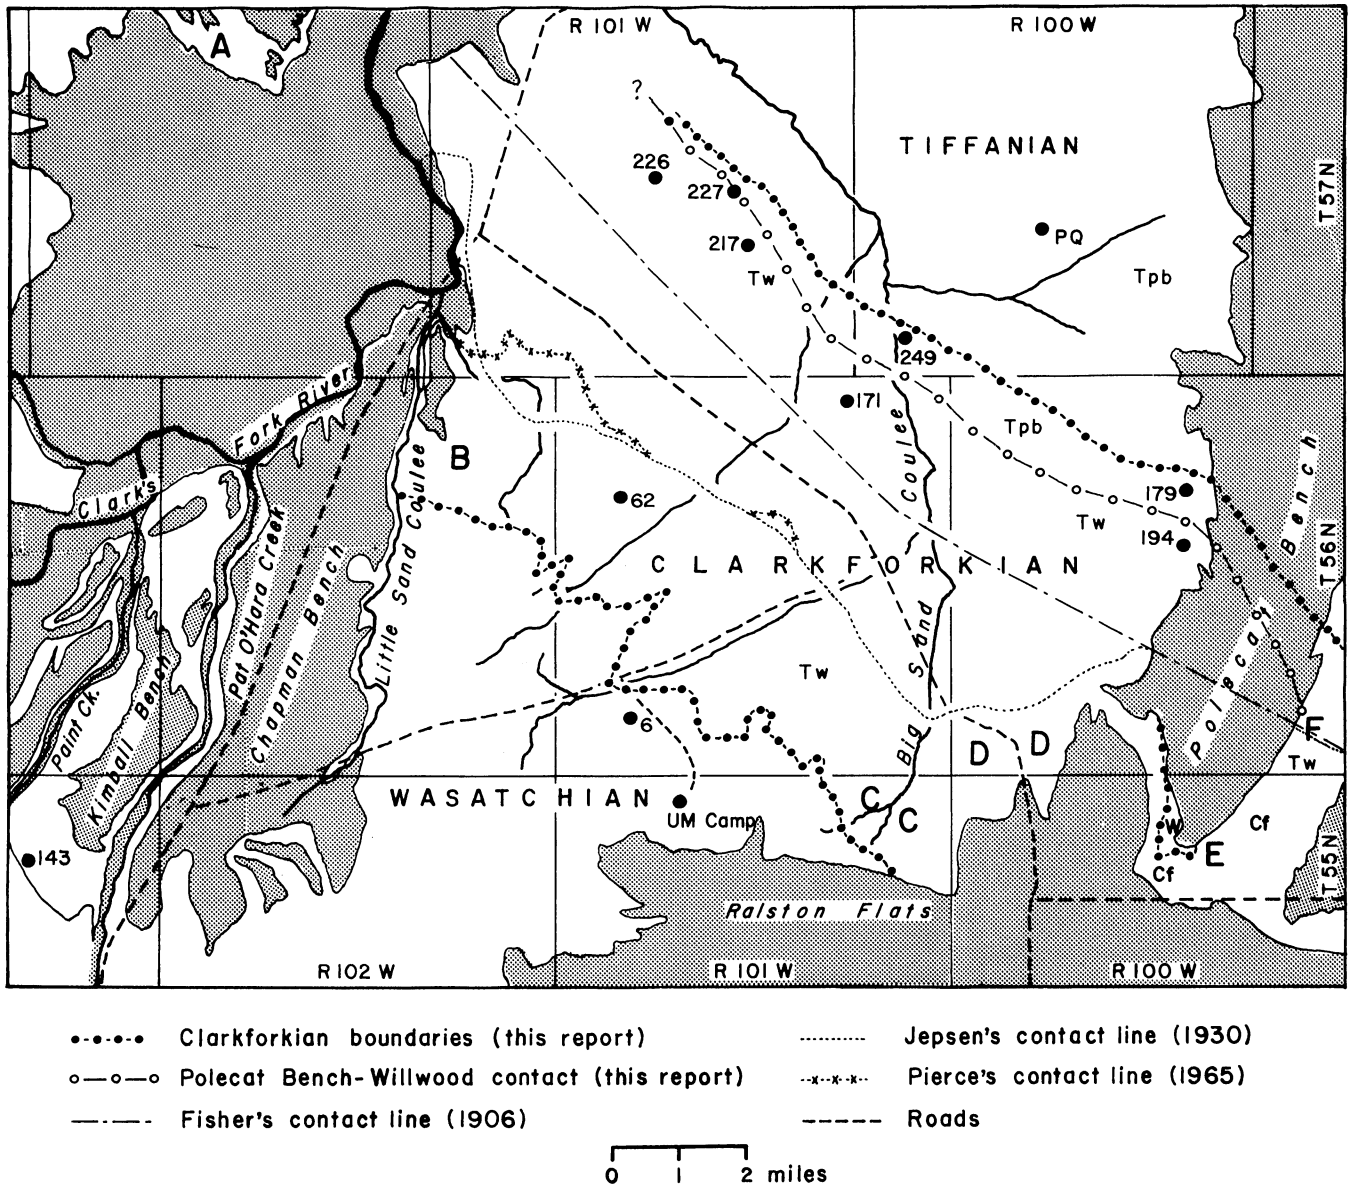 A
R 101 W
R 100 W
?
TIFFANIAN
226
227
T57N
217
PQ
Tw
Tpb
249
171
Fork River
Tpb
B
Clarks
Coulee
179
62
Tw
194
Bench
T56N
CLARKFORKIAN
Little Sand Coulee
Pat O'Hara Creek
Chapman Bench
Big Sand
Polecat
Paint Ck.
Kimball Bench
Tw
6
F
D
D
Tw
WASATCHIAN
UM Camp
C
C
W
Cf
143
E
Cf
T55N
Ralston Flats
R 102 W
R 101 W
R 100 W
Clarkforkian boundaries (this report)
Jepsen's contact line (1930)
Polecat Bench-Willwood contact (this report)
Pierce's contact line (1965)
Fisher's contact line (1906)
Roads
0 1 2 miles